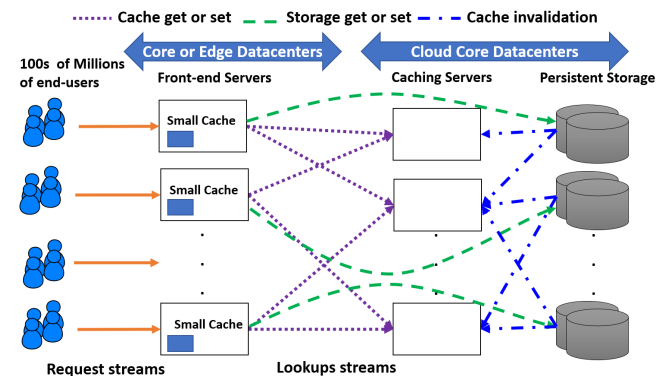 Cache get or set
Storage get or set
Cache invalidation
Core or Edge Datacenters
Cloud Core Datacenters
100s of Millions
of end-users
Front-end Servers
Caching Servers
Persistent Storage
Small Cache
Small Cache
Small Cache
Request streams
Lookups streams